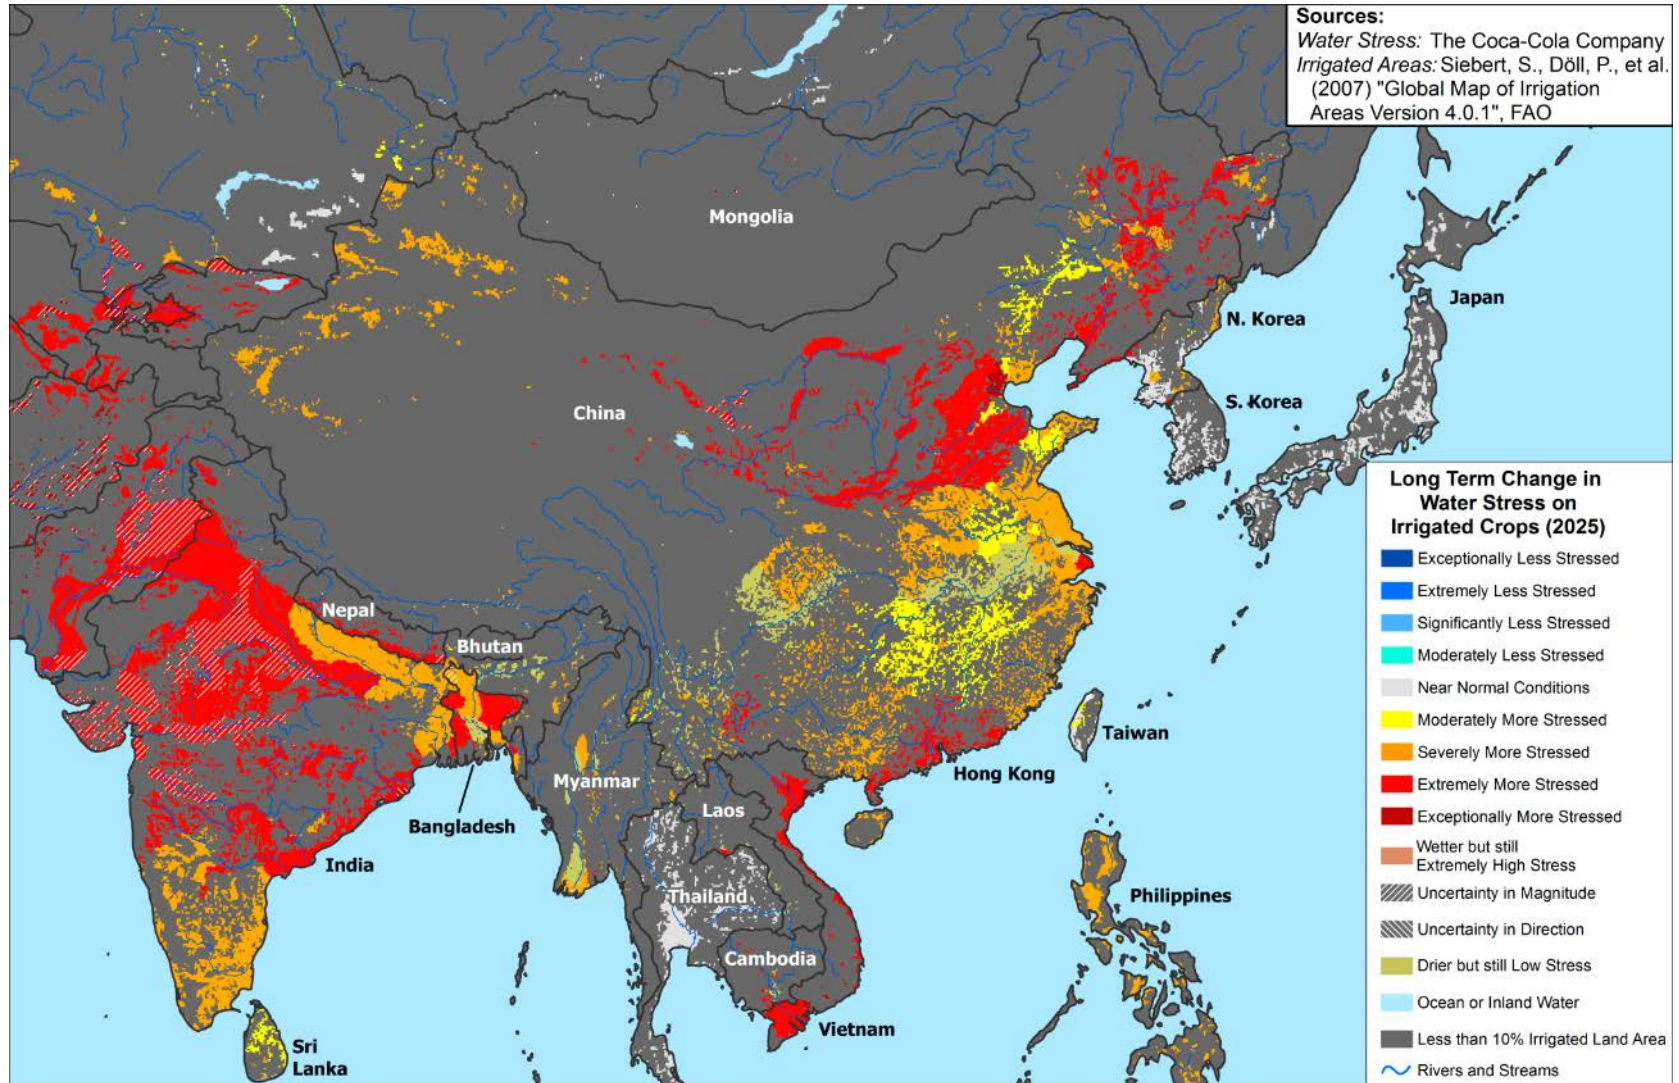 Sources:
Water Stress: The Coca-Cola Company
Irrigated Areas: Siebert, S., Döll, P., et al.
(2007) "Global Map of Irrigation
Areas Version 4.0.1", FAO
Mongolia
Japan
N. Korea
China
S. Korea
Nepal
Bhutan
Taiwan
Hong Kong
Myanmar
Laos
Bangladesh
India
Thailand
Philippines
Cambodia
Vietnam
Sri
Lanka
Long Term Change in
Water Stress on
Irrigated Crops (2025)
Exceptionally Less Stressed
Extremely Less Stressed
Significantly Less Stressed
Moderately Less Stressed
Near Normal Conditions
Moderately More Stressed
Severely More Stressed
Extremely More Stressed
Exceptionally More Stressed
Wetter but still
Extremely High Stress
Uncertainty in Magnitude
Uncertainty in Direction
Drier but still Low Stress
Ocean or Inland Water
Less than 10% Irrigated Land Area
Rivers and Streams